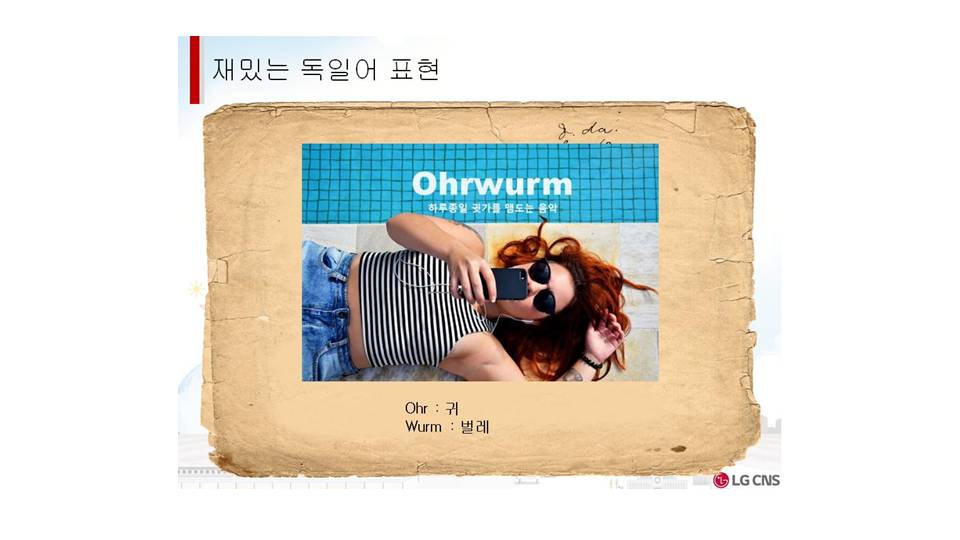 재밌는 독일어 표현
Ohrwurm
하루종일 귓가를 맴도는 음악
Ohr : 귀
Wurm : 벌레
LG CNS